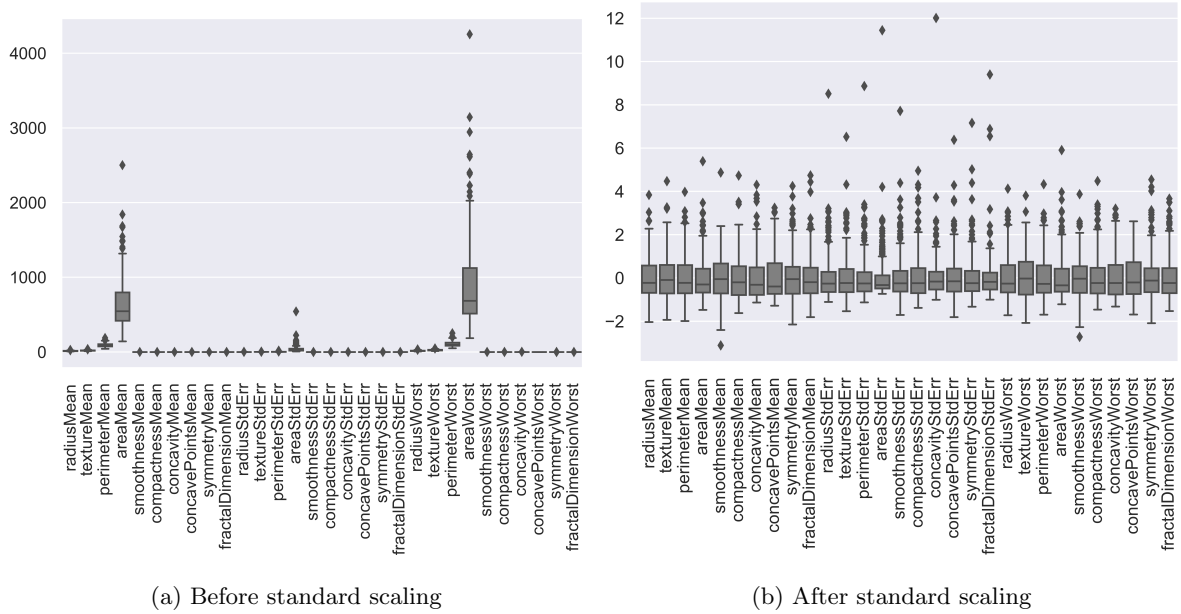 4000
3000
2000
1000
0
radiusMean
textureMean
perimeterMean
areaMean
smoothnessMean
compactnessMean
concavityMean
concavePointsMean
symmetryMean
fractalDimensionMean
radiusStdErr
textureStdErr
perimeterStdErr
areaStdErr
smoothnessStdErr
compactnessStdErr
concavityStdErr
concavePointsStdErr
symmetryStdErr
fractalDimensionStdErr
radiusWorst
textureWorst
perimeterWorst
areaWorst
smoothnessWorst
compactnessWorst
concavityWorst
concavePointsWorst
symmetryWorst
fractalDimensionWorst
(a) Before standard scaling
12
10
8
6
4
2
0
−2
radiusMean
textureMean
perimeterMean
areaMean
smoothnessMean
compactnessMean
concavityMean
concavePointsMean
symmetryMean
fractalDimensionMean
radiusStdErr
textureStdErr
perimeterStdErr
areaStdErr
smoothnessStdErr
compactnessStdErr
concavityStdErr
concavePointsStdErr
symmetryStdErr
fractalDimensionStdErr
radiusWorst
textureWorst
perimeterWorst
areaWorst
smoothnessWorst
compactnessWorst
concavityWorst
concavePointsWorst
symmetryWorst
fractalDimensionWorst
(b) After standard scaling